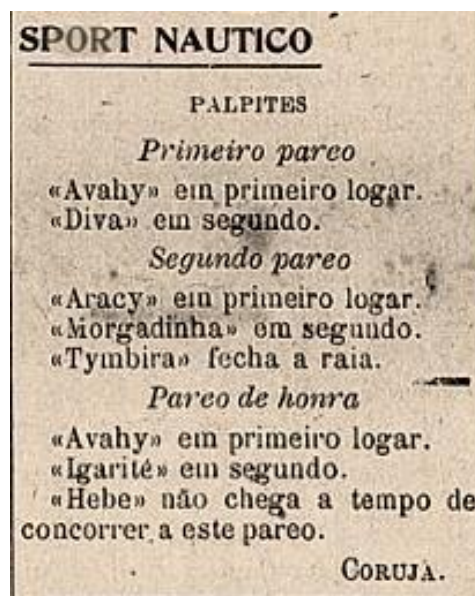 SPORT NAUTICO
PALPITES
Primeiro pareo
«Avahy» em primeiro logar.
«Diva» em segundo.
Segundo pareo
«Aracy» em primeiro logar.
«Morgadinha» em segundo.
«Tymbira» fecha a raia.
Pareo de honra
«Avahy» em primeiro logar.
«Igarité» em segundo.
«Hebe» não chega a tempo de
concorrer a este pareo.
CORUJA.